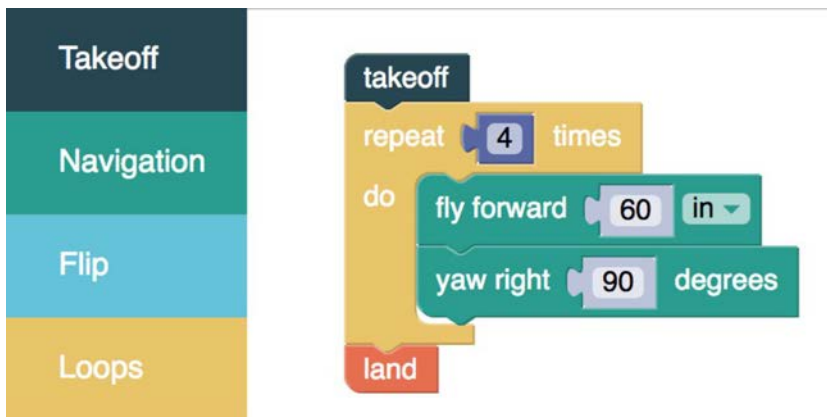 Takeoff
Navigation
Flip
Loops
takeoff
repeat 4 times
do
fly forward 60 in
yaw right 90 degrees
land